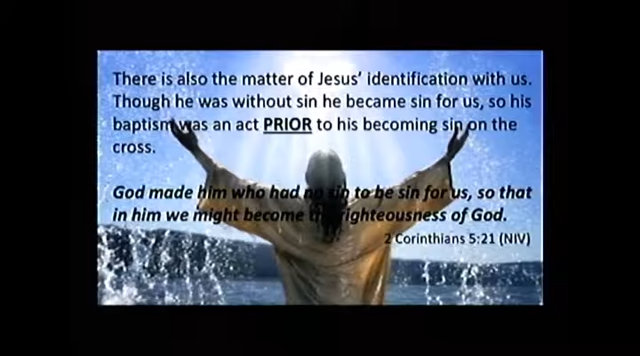 There is also the matter of Jesus' identification with us.
Though he was without sin he became sin for us, so his
baptism was an act PRIOR to his becoming sin on the
cross.
God made him who had no sin to be sin for us, so that
in him we might become the righteousness of God.
2 Corinthians 5:21 (NIV)